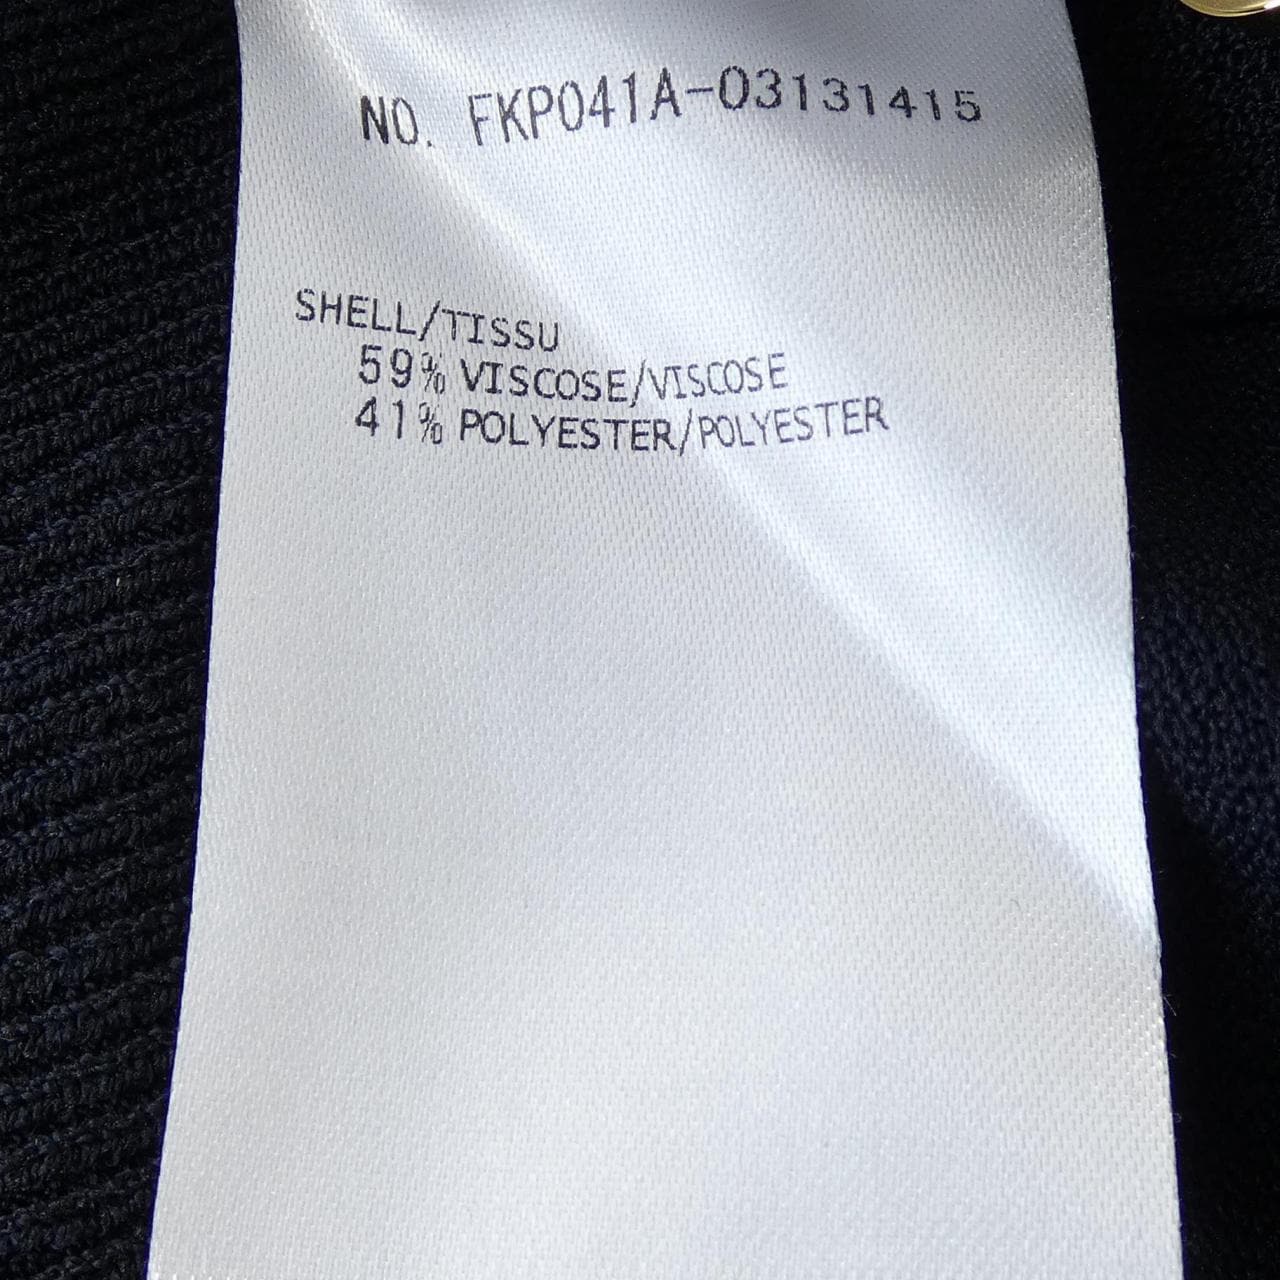 NO. FKP041A-03131415
SHELL/TISSU
59% VISCOSE/VISCOSE
41% POLYESTER/POLYESTER